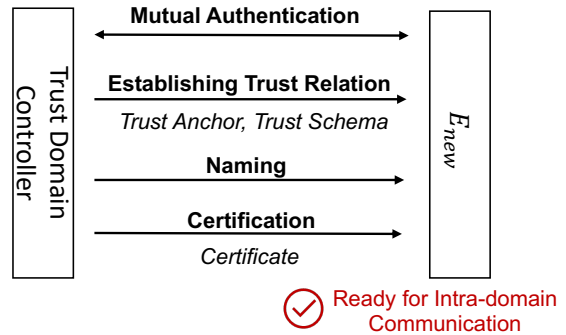 Mutual Authentication
Trust Domain
Controller
Establishing Trust Relation
Trust Anchor, Trust Schema
E_new
Naming
Certification
Certificate
Ready for Intra-domain
Communication